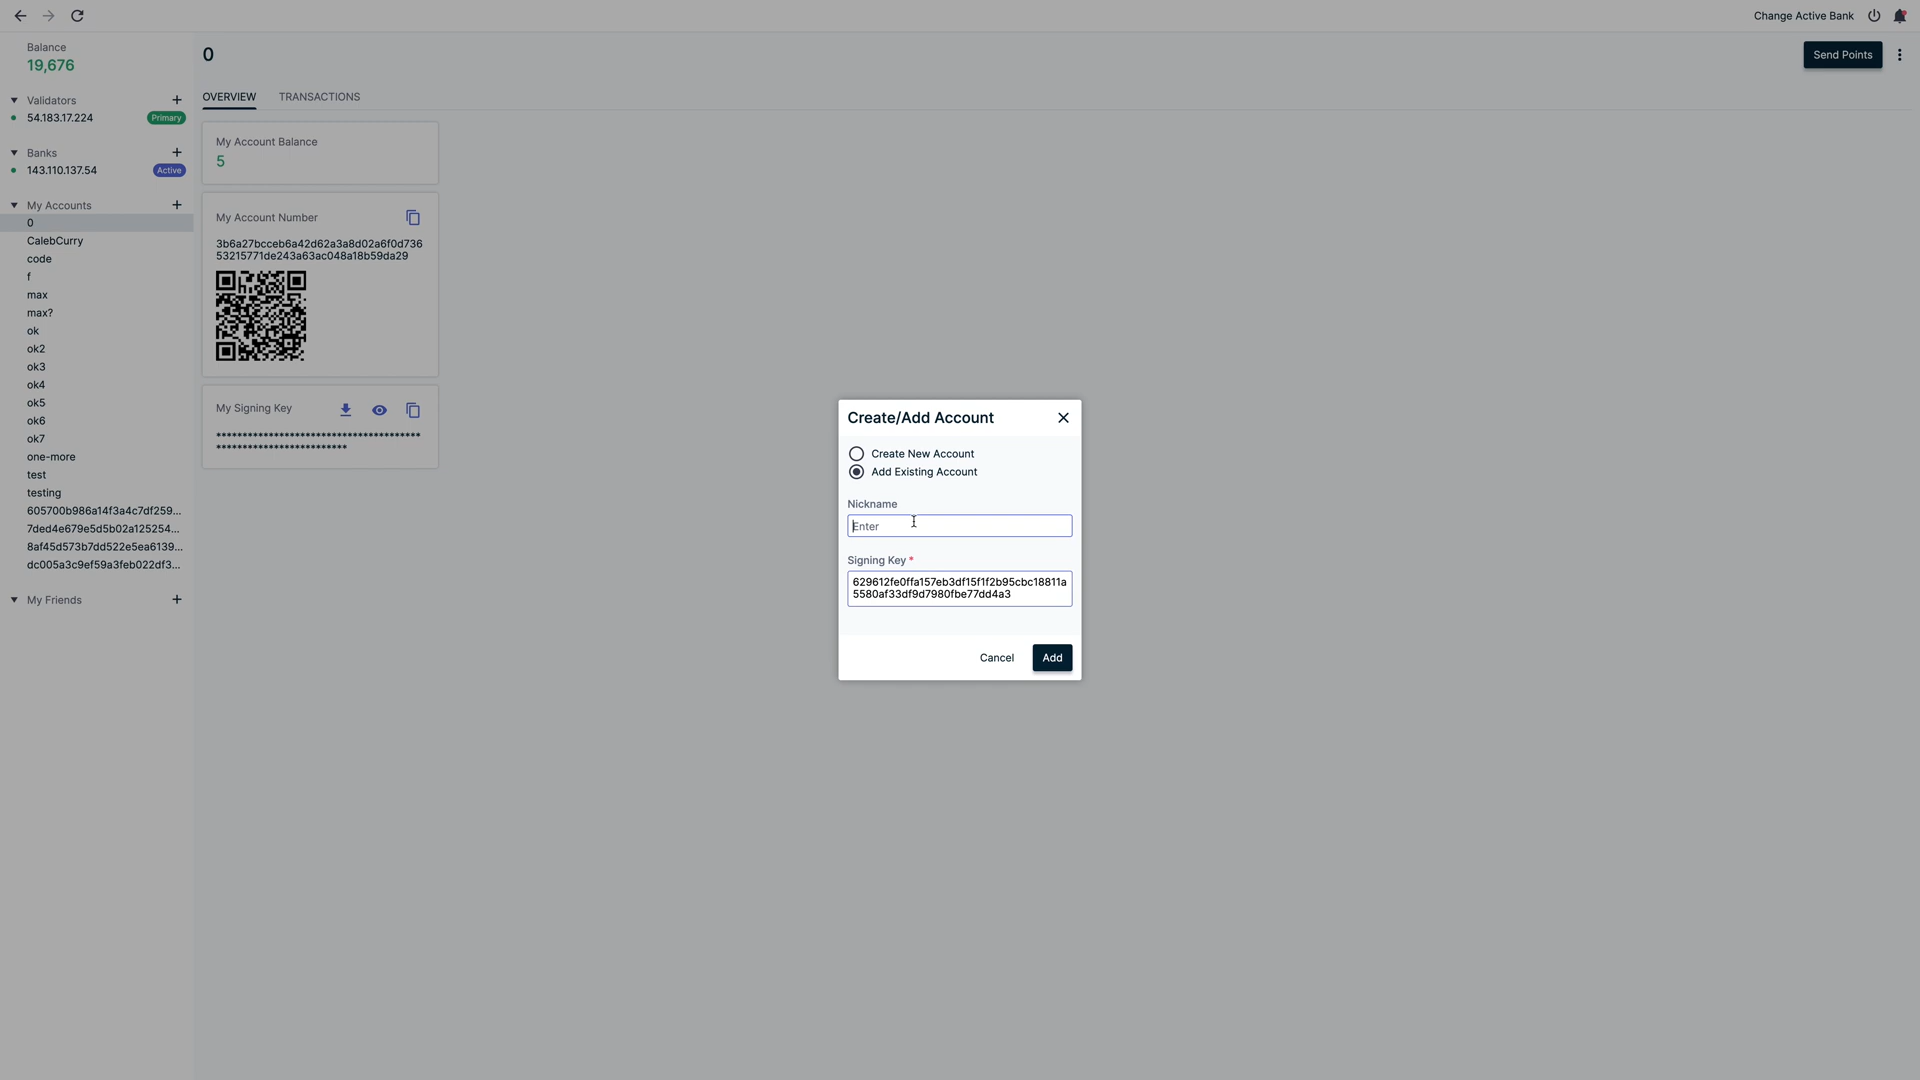 Change Active Bank
Balance
19,676
Validators
54.183.17.224
Primary
Banks
143.110.137.54
Active
My Accounts
0
CalebCurry
code
f
max
max?
ok
ok2
ok3
ok4
ok5
ok6
ok7
one-more
test
testing
605700b986a14f3a4c7df259...
7ded4e679e5d5b02a125254...
8af45d573b7dd522e5ea6139...
dc005a3c9ef59a3feb022df3...
My Friends
0
Send Points
OVERVIEW
TRANSACTIONS
My Account Balance
5
My Account Number
3b6a27bcceb6a42d62a3a8d02a6f0d736
53215771de243a63ac048a18b59da29
My Signing Key
***************************************
*************************
Create/Add Account
Create New Account
Add Existing Account
Nickname
Enter
Signing Key *
629612fe0ffa157eb3df15f1f2b95cbc18811a
5580af33df9d7980fbe77dd4a3
Cancel
Add